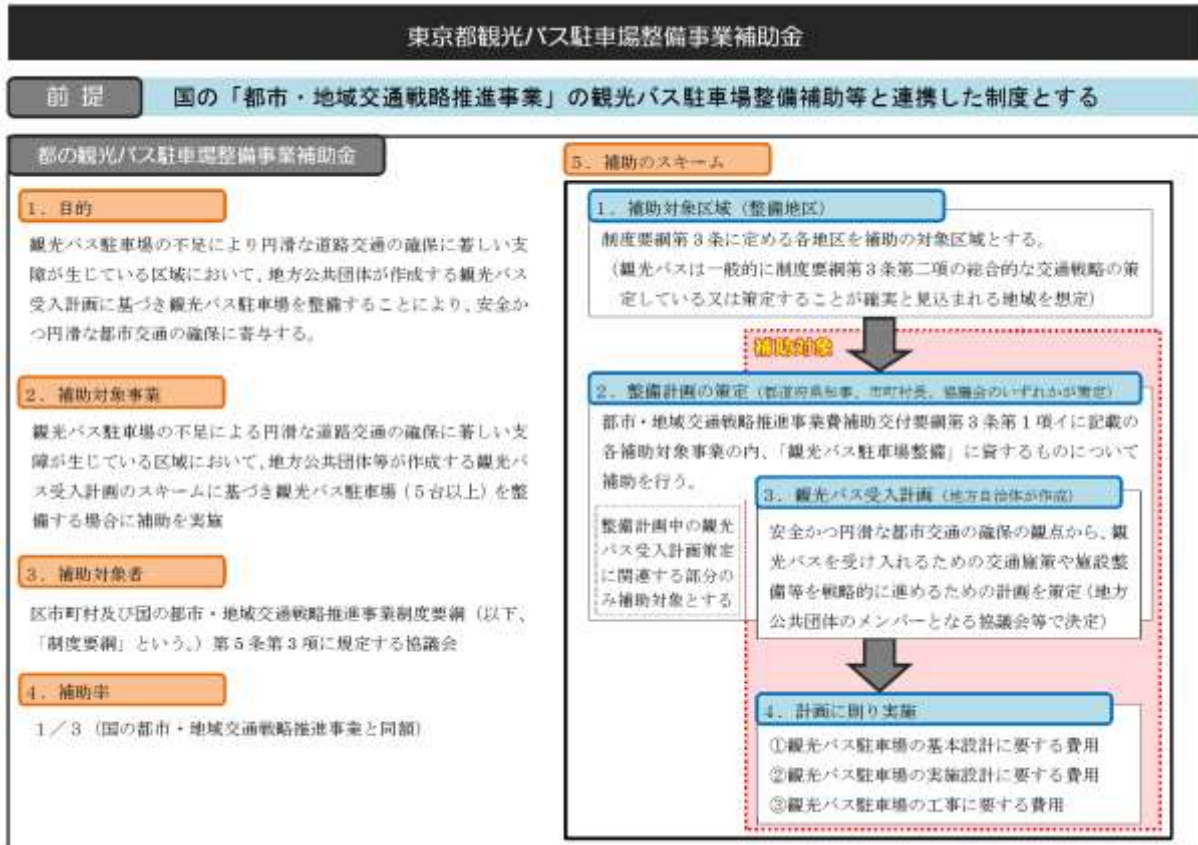 東京都観光バス駐車場整備事業補助金
前 提
国の「都市・地域交通戦略推進事業」の観光バス駐車場整備補助等と連携した制度とする
都の観光バス駐車場整備事業補助金
1．目的
観光バス駐車場の不足により円滑な道路交通の確保に著しい支
障が生じている区域において、地方公共団体が作成する観光バス
受入計画に基づき観光バス駐車場を整備することにより、安全か
つ円滑な都市交通の確保に寄与する。
2．補助対象事業
観光バス駐車場の不足による円滑な道路交通の確保に著しい支
障が生じている区域において、地方公共団体等が作成する観光バ
ス受入計画のスキームに基づき観光バス駐車場（5台以上）を整
備する場合に補助を実施
3．補助対象者
区市町村及び国の都市・地域交通戦略推進事業制度要綱（以下、
「制度要綱」という。）第5条第3項に規定する協議会
4．補助率
1／3（国の都市・地域交通戦略推進事業と同額）
5．補助のスキーム
1．補助対象区域（整備地区）
制度要綱第3条に定める各地区を補助の対象区域とする。
（観光バスは一般的に制度要綱第3条第二項の総合的な交通戦略の策
定している又は策定することが確実と見込まれる地域を想定）
補助対象
2．整備計画の策定（都道府県知事、市町村長、協議会のいずれかが策定）
都市・地域交通戦略推進事業費補助交付要綱第3条第1項イに記載の
各補助対象事業の内、「観光バス駐車場整備」に資するものについて
補助を行う。
整備計画中の観光
バス受入計画策定
に関連する部分の
み補助対象とする
3．観光バス受入計画（地方自治体が作成）
安全かつ円滑な都市交通の確保の観点から、観
光バスを受け入れるための交通施策や施設整
備等を戦略的に進めるための計画を策定（地方
公共団体のメンバーとなる協議会等で決定）
4．計画に則り実施
①観光バス駐車場の基本設計に要する費用
②観光バス駐車場の実施設計に要する費用
③観光バス駐車場の工事に要する費用